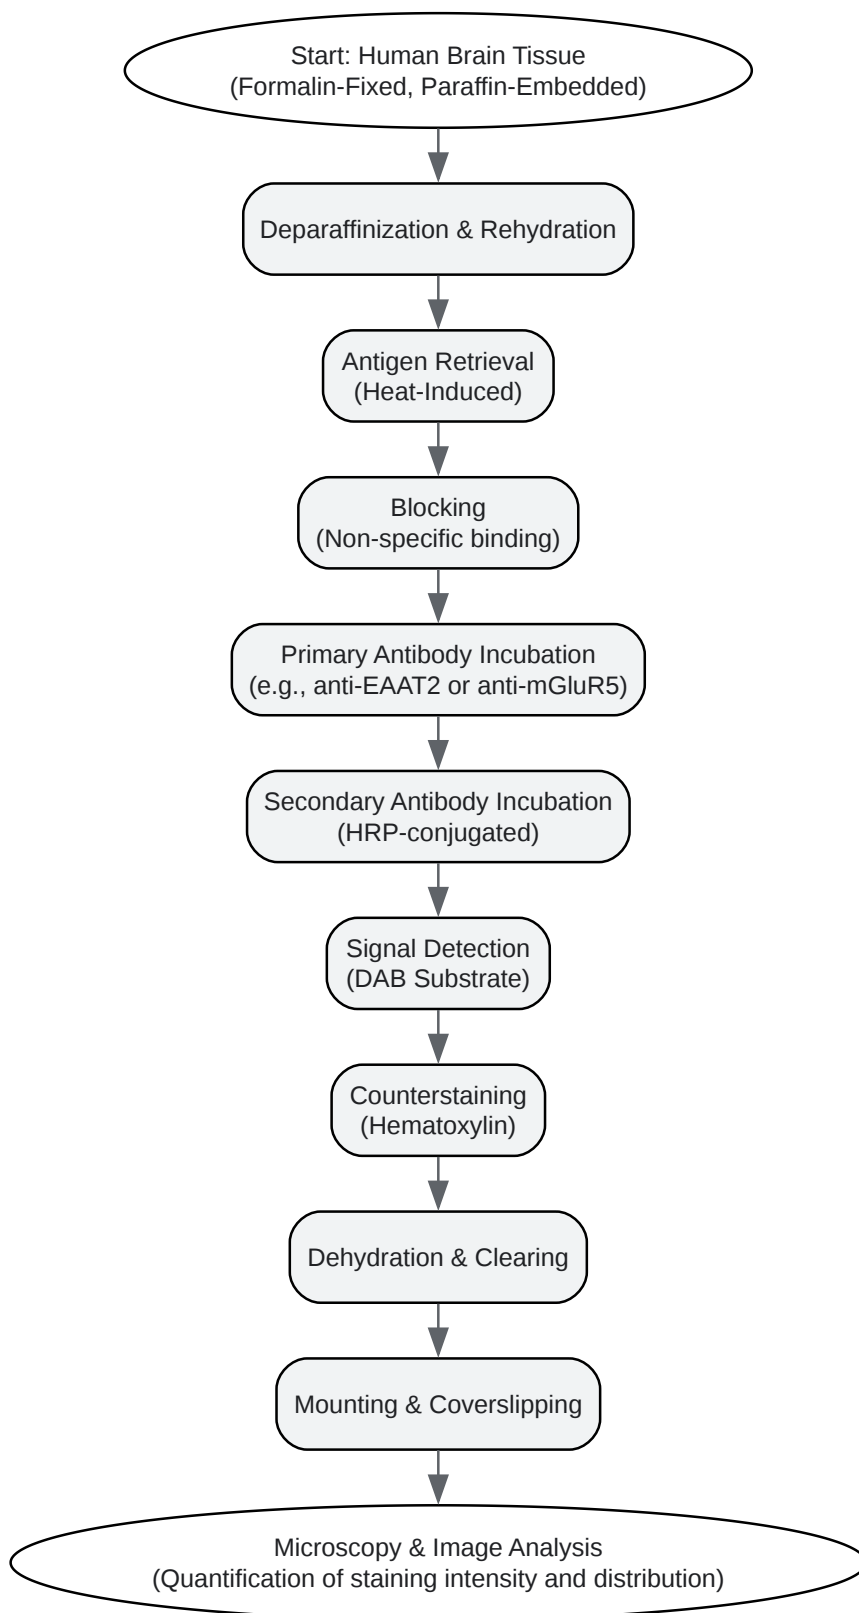 Start: Human Brain Tissue
(Formalin-Fixed, Paraffin-Embedded)
Deparaffinization & Rehydration
Antigen Retrieval
(Heat-Induced)
Blocking
(Non-specific binding)
Primary Antibody Incubation
(e.g., anti-EAAT2 or anti-mGluR5)
Secondary Antibody Incubation
(HRP-conjugated)
Signal Detection
(DAB Substrate)
Counterstaining
(Hematoxylin)
Dehydration & Clearing
Mounting & Coverslipping
Microscopy & Image Analysis
(Quantification of staining intensity and distribution)